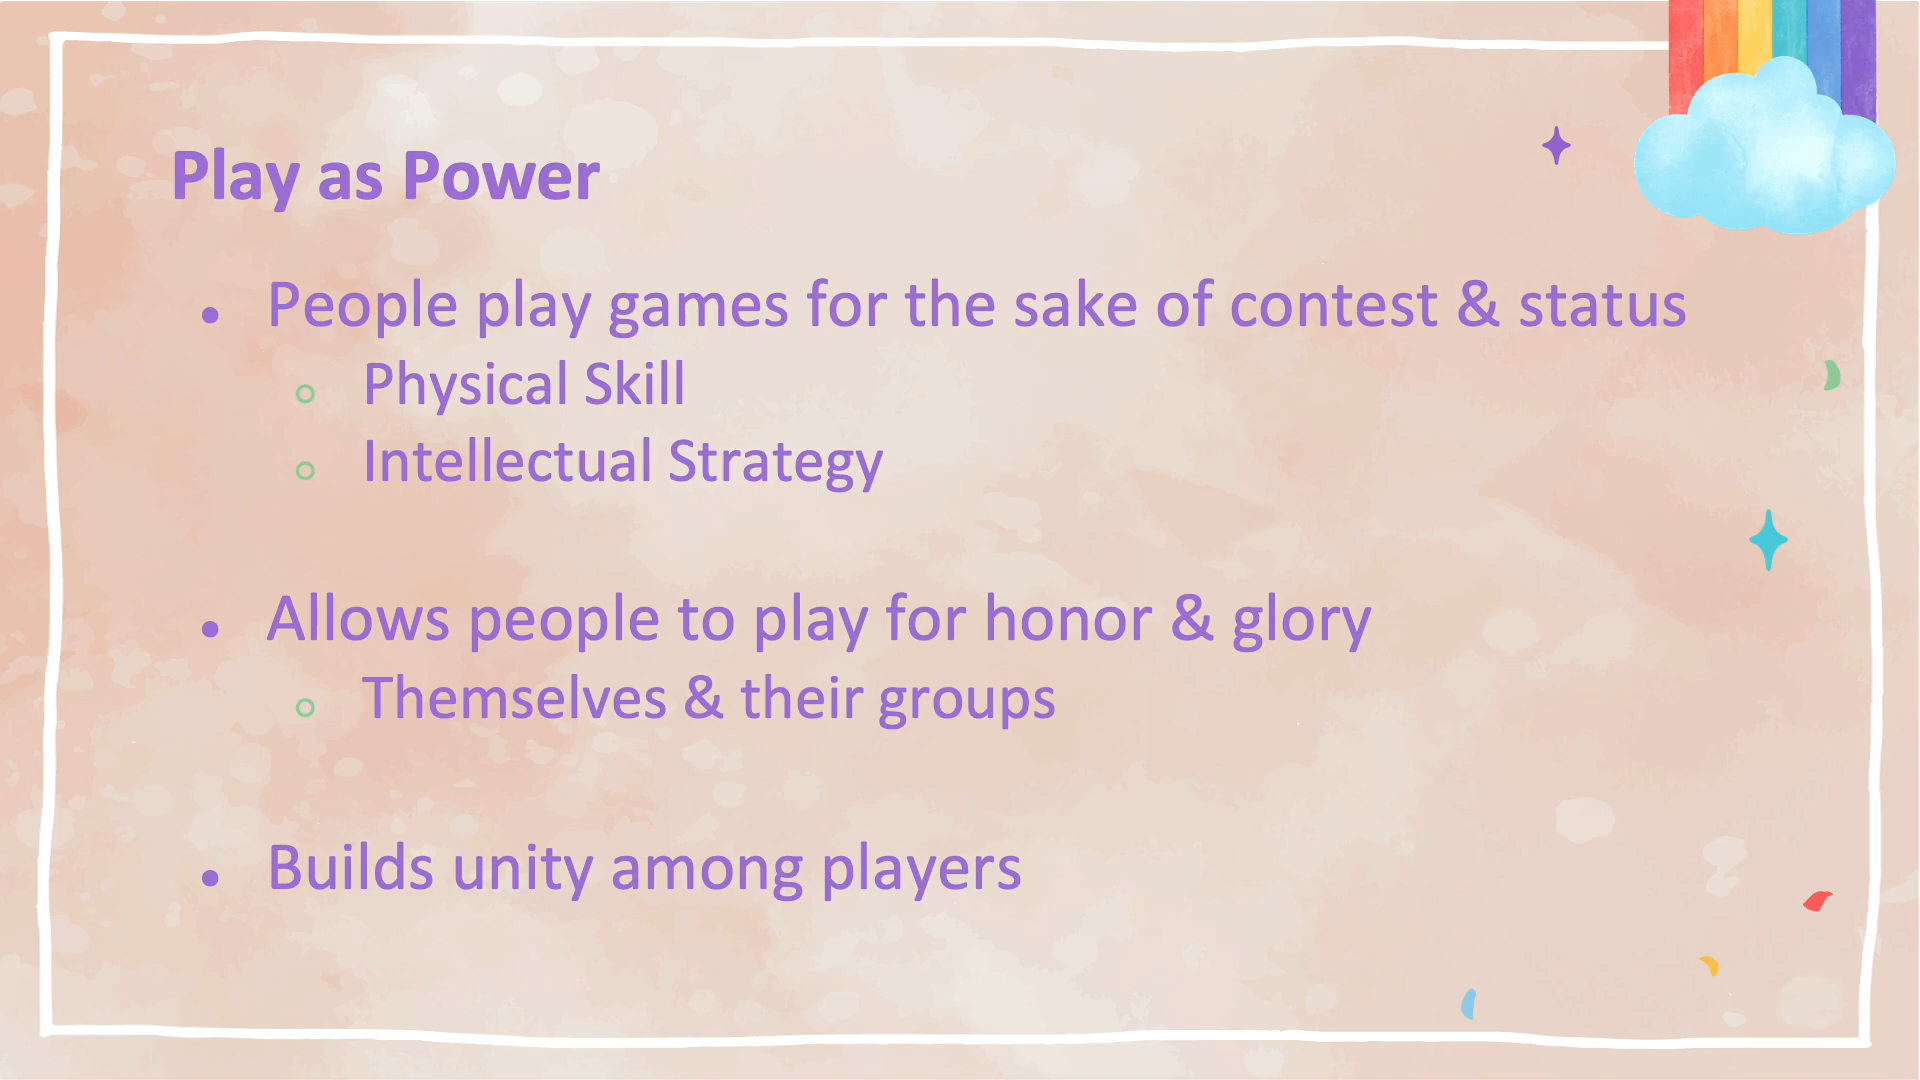 Play as Power
• People play games for the sake of contest & status
○ Physical Skill
○ Intellectual Strategy
• Allows people to play for honor & glory
○ Themselves & their groups
• Builds unity among players